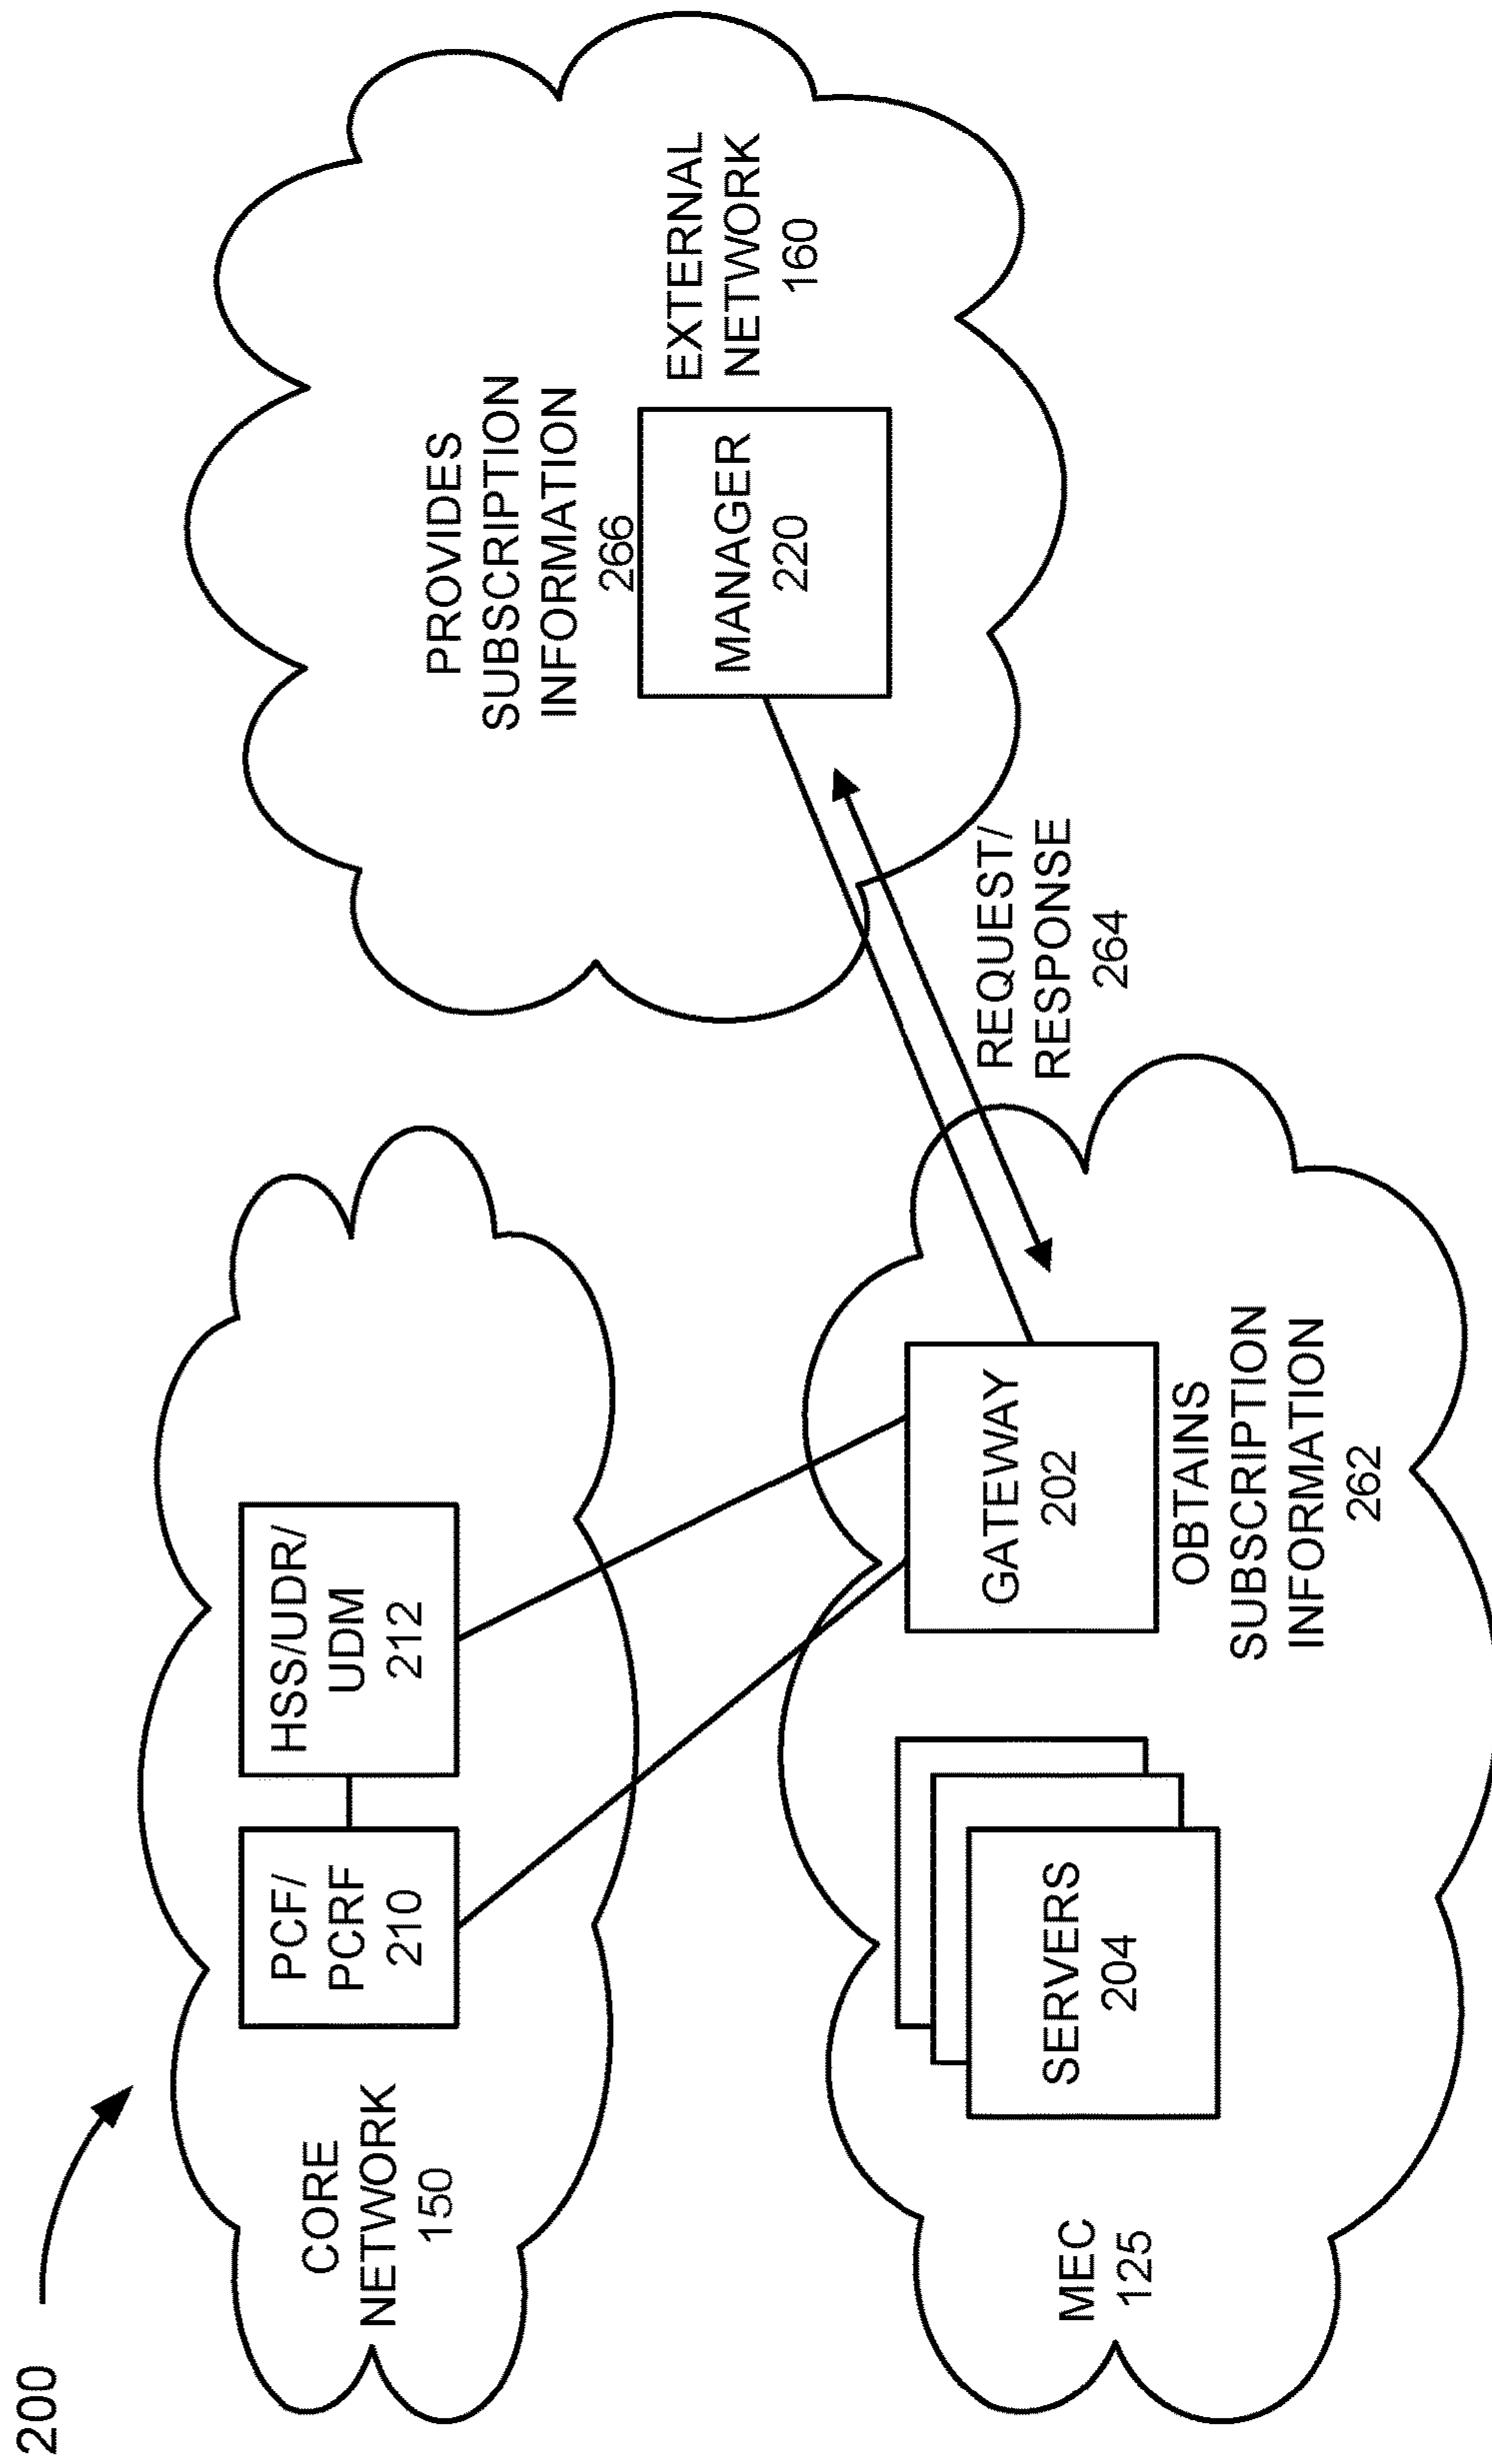 200
CORE
NETWORK
150
PCF/
PCRF
210
HSS/UDR/
UDM
212
PROVIDES
SUBSCRIPTION
INFORMATION
266
MANAGER
220
EXTERNAL
NETWORK
160
REQUEST/
RESPONSE
264
MEC
125
SERVERS
204
GATEWAY
202
OBTAINS
SUBSCRIPTION
INFORMATION
262